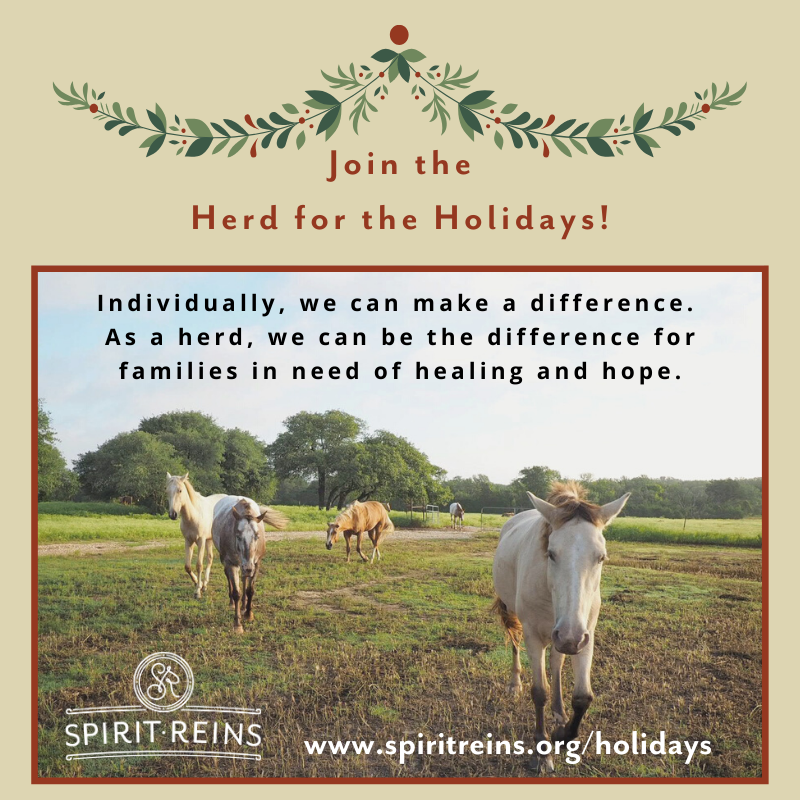 Join the
Herd for the Holidays!
Individually, we can make a difference.
As a herd, we can be the difference for
families in need of healing and hope.
SR
SPIRIT·REINS
www.spiritreins.org/holidays